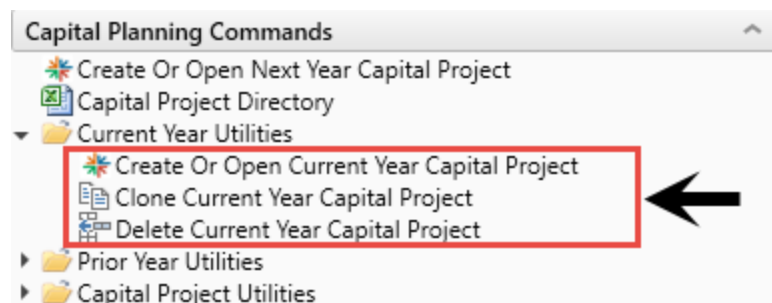 Capital Planning Commands
Create Or Open Next Year Capital Project
Capital Project Directory
Current Year Utilities
Create Or Open Current Year Capital Project
Clone Current Year Capital Project
Delete Current Year Capital Project
Prior Year Utilities
Capital Project Utilities